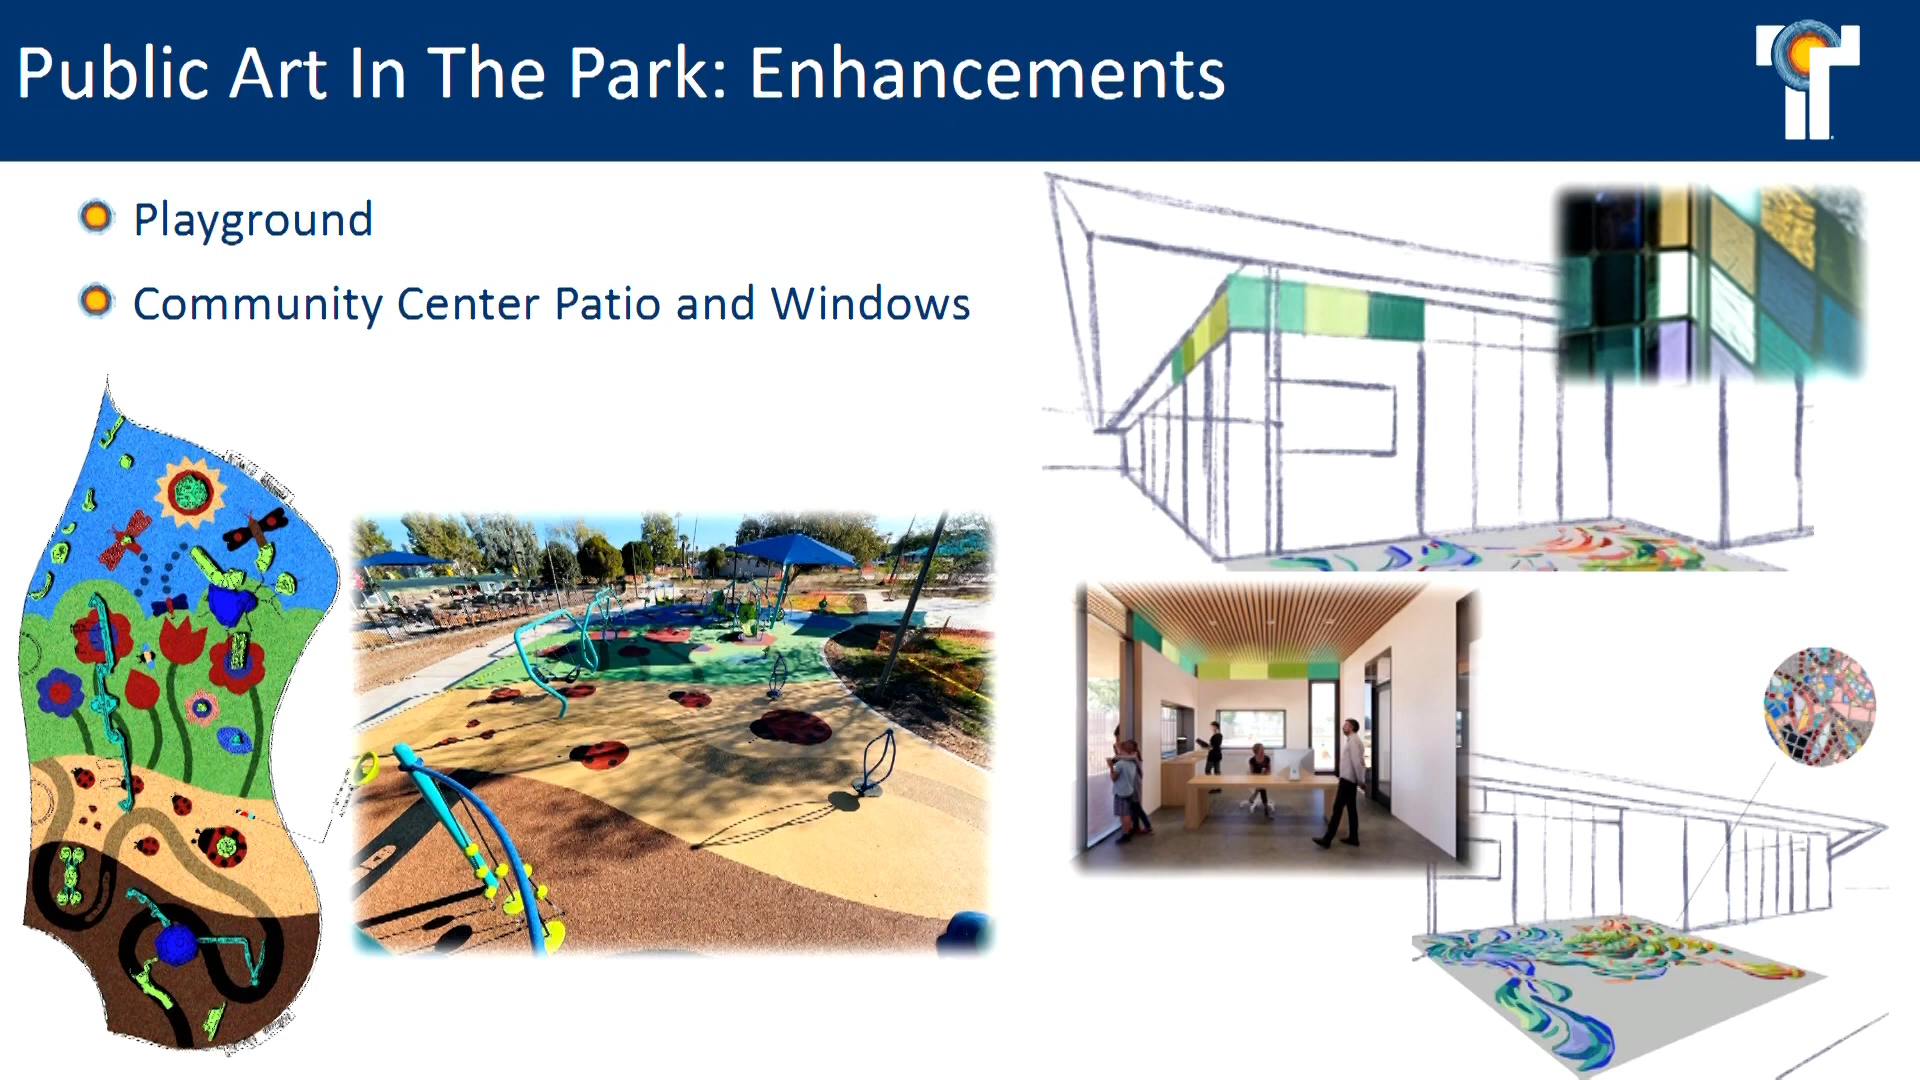 Public Art In The Park: Enhancements
Playground
Community Center Patio and Windows